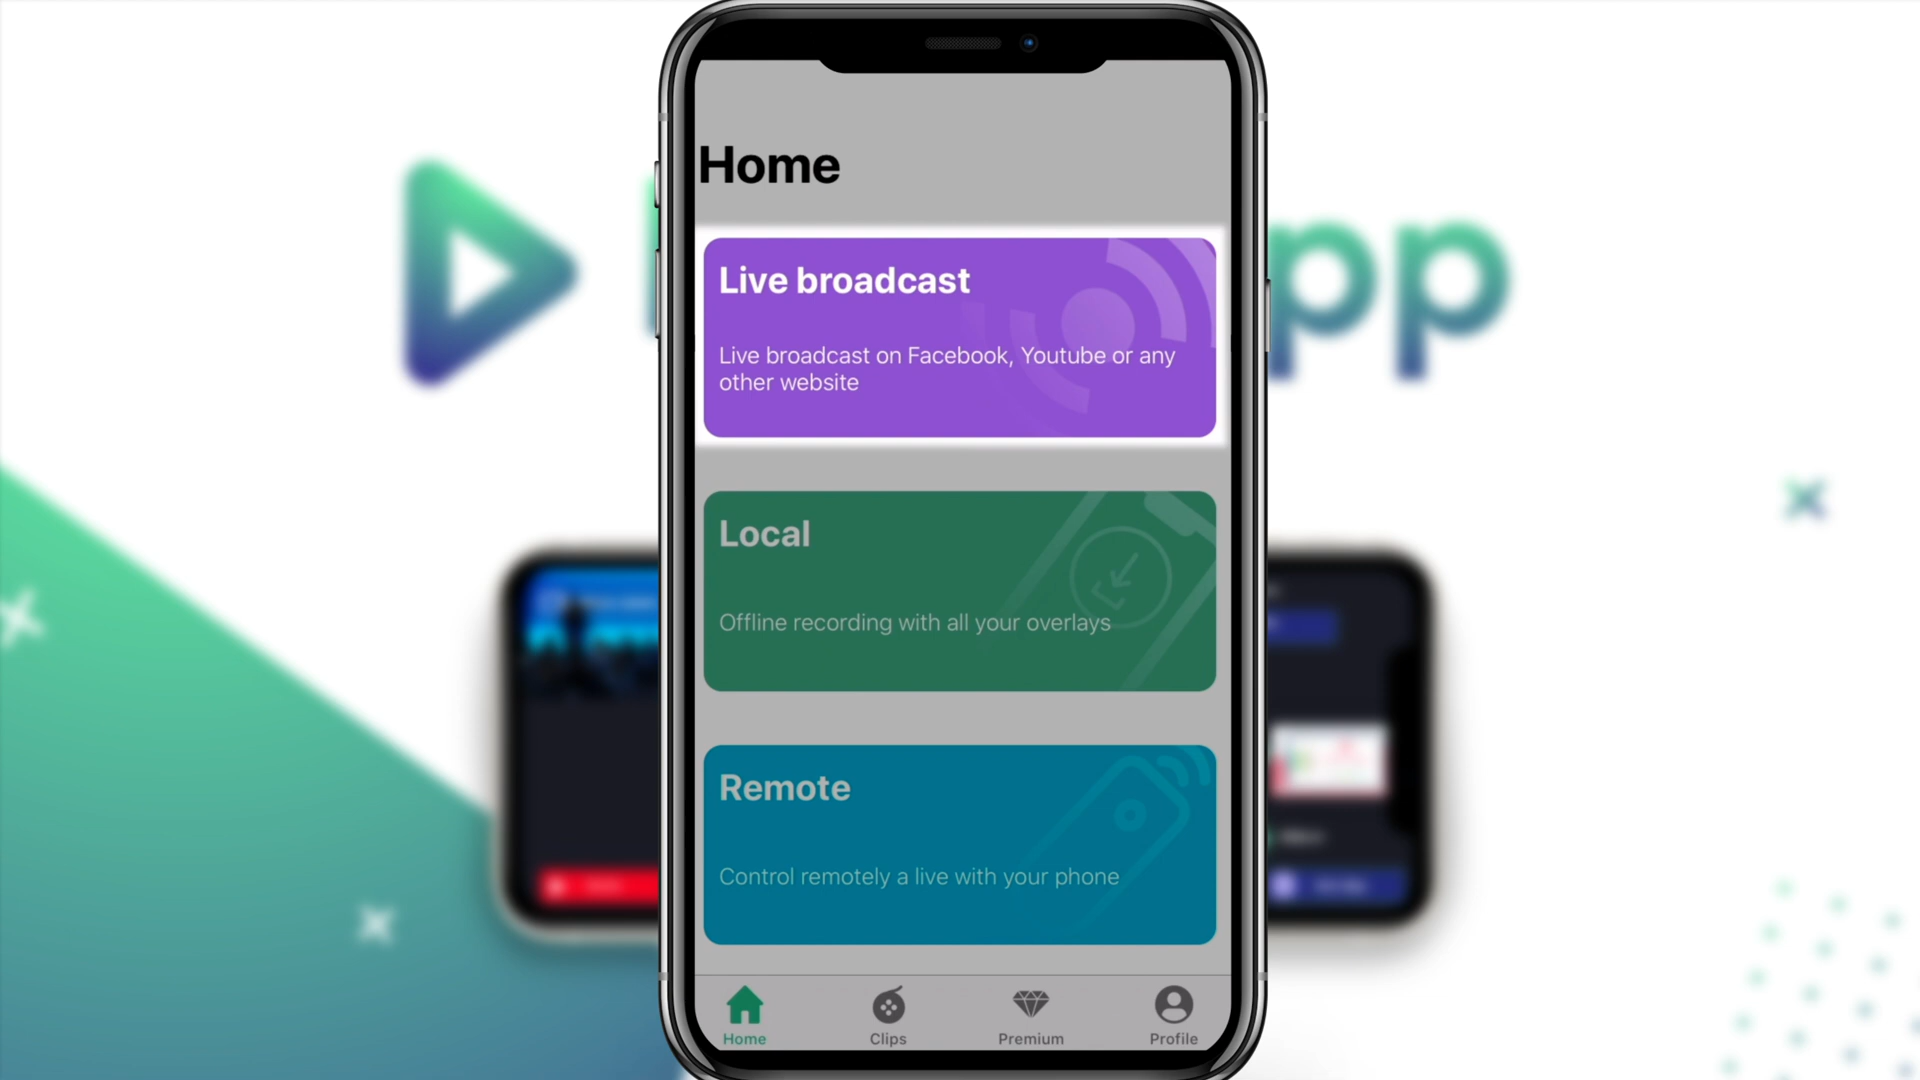 Home
Live broadcast
Live broadcast on Facebook, Youtube or any
other website
Local
Offline recording with all your overlays
Remote
Control remotely a live with your phone
Home
Clips
Premium
Profile
pp